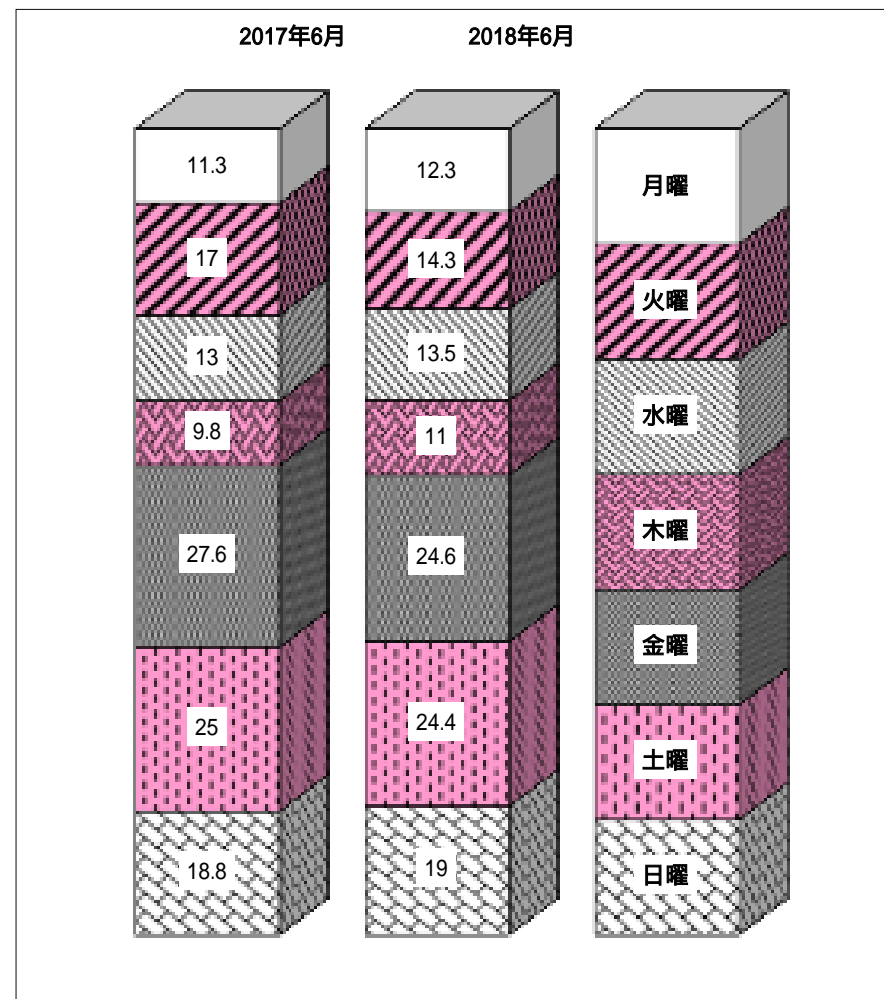 2017年6月 2018年6月
11.3 12.3 月曜
17 14.3 火曜
13 13.5 水曜
9.8 11 木曜
27.6 24.6 金曜
25 24.4 土曜
18.8 19 日曜